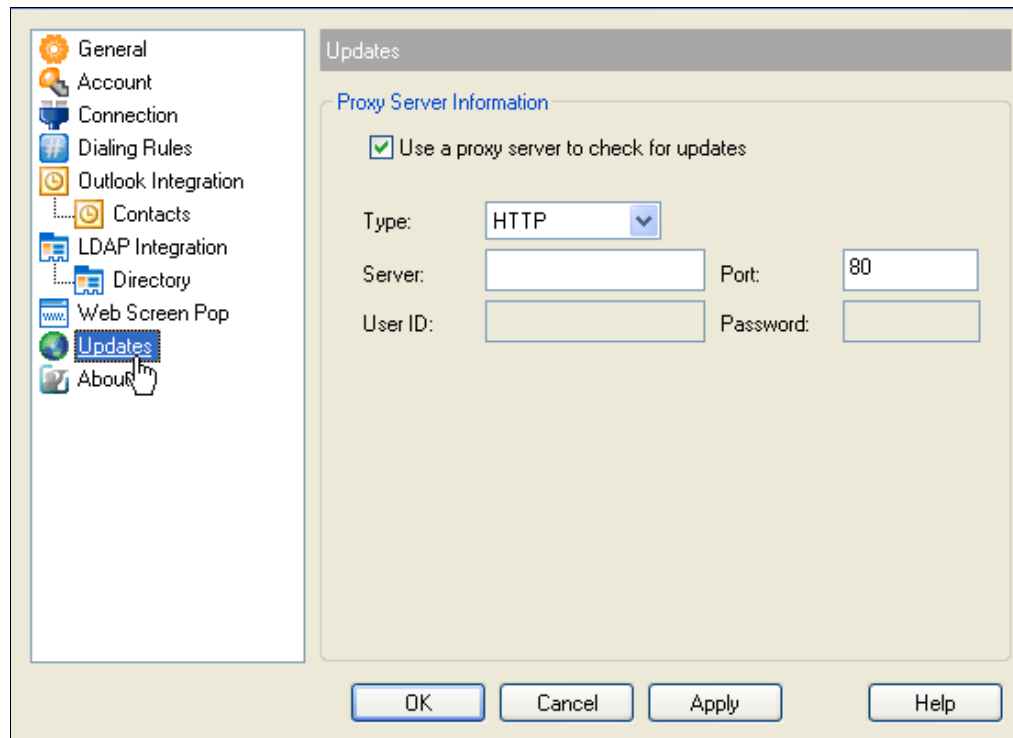 General
Account
Connection
Dialing Rules
Outlook Integration
Contacts
LDAP Integration
Directory
www.
Web Screen Pop
Updates
About
Updates
Proxy Server Information
Use a proxy server to check for updates
Type: HTTP
Server: Port: 80
User ID: Password:
OK Cancel Apply Help